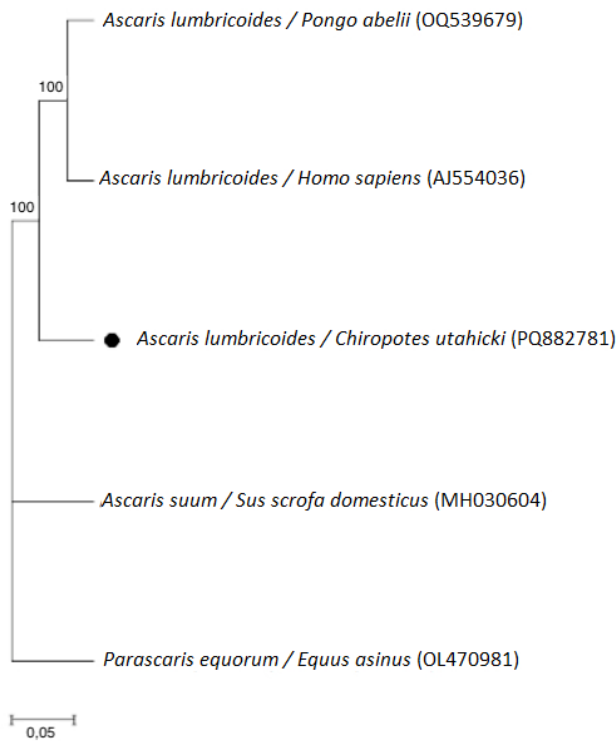 Ascaris lumbricoides / Pongo abelii (OQ539679)
100
Ascaris lumbricoides / Homo sapiens (AJ554036)
100
Ascaris lumbricoides / Chiropotes utahicki (PQ882781)
Ascaris suum / Sus scrofa domesticus (MH030604)
Parascaris equorum / Equus asinus (OL470981)
0,05